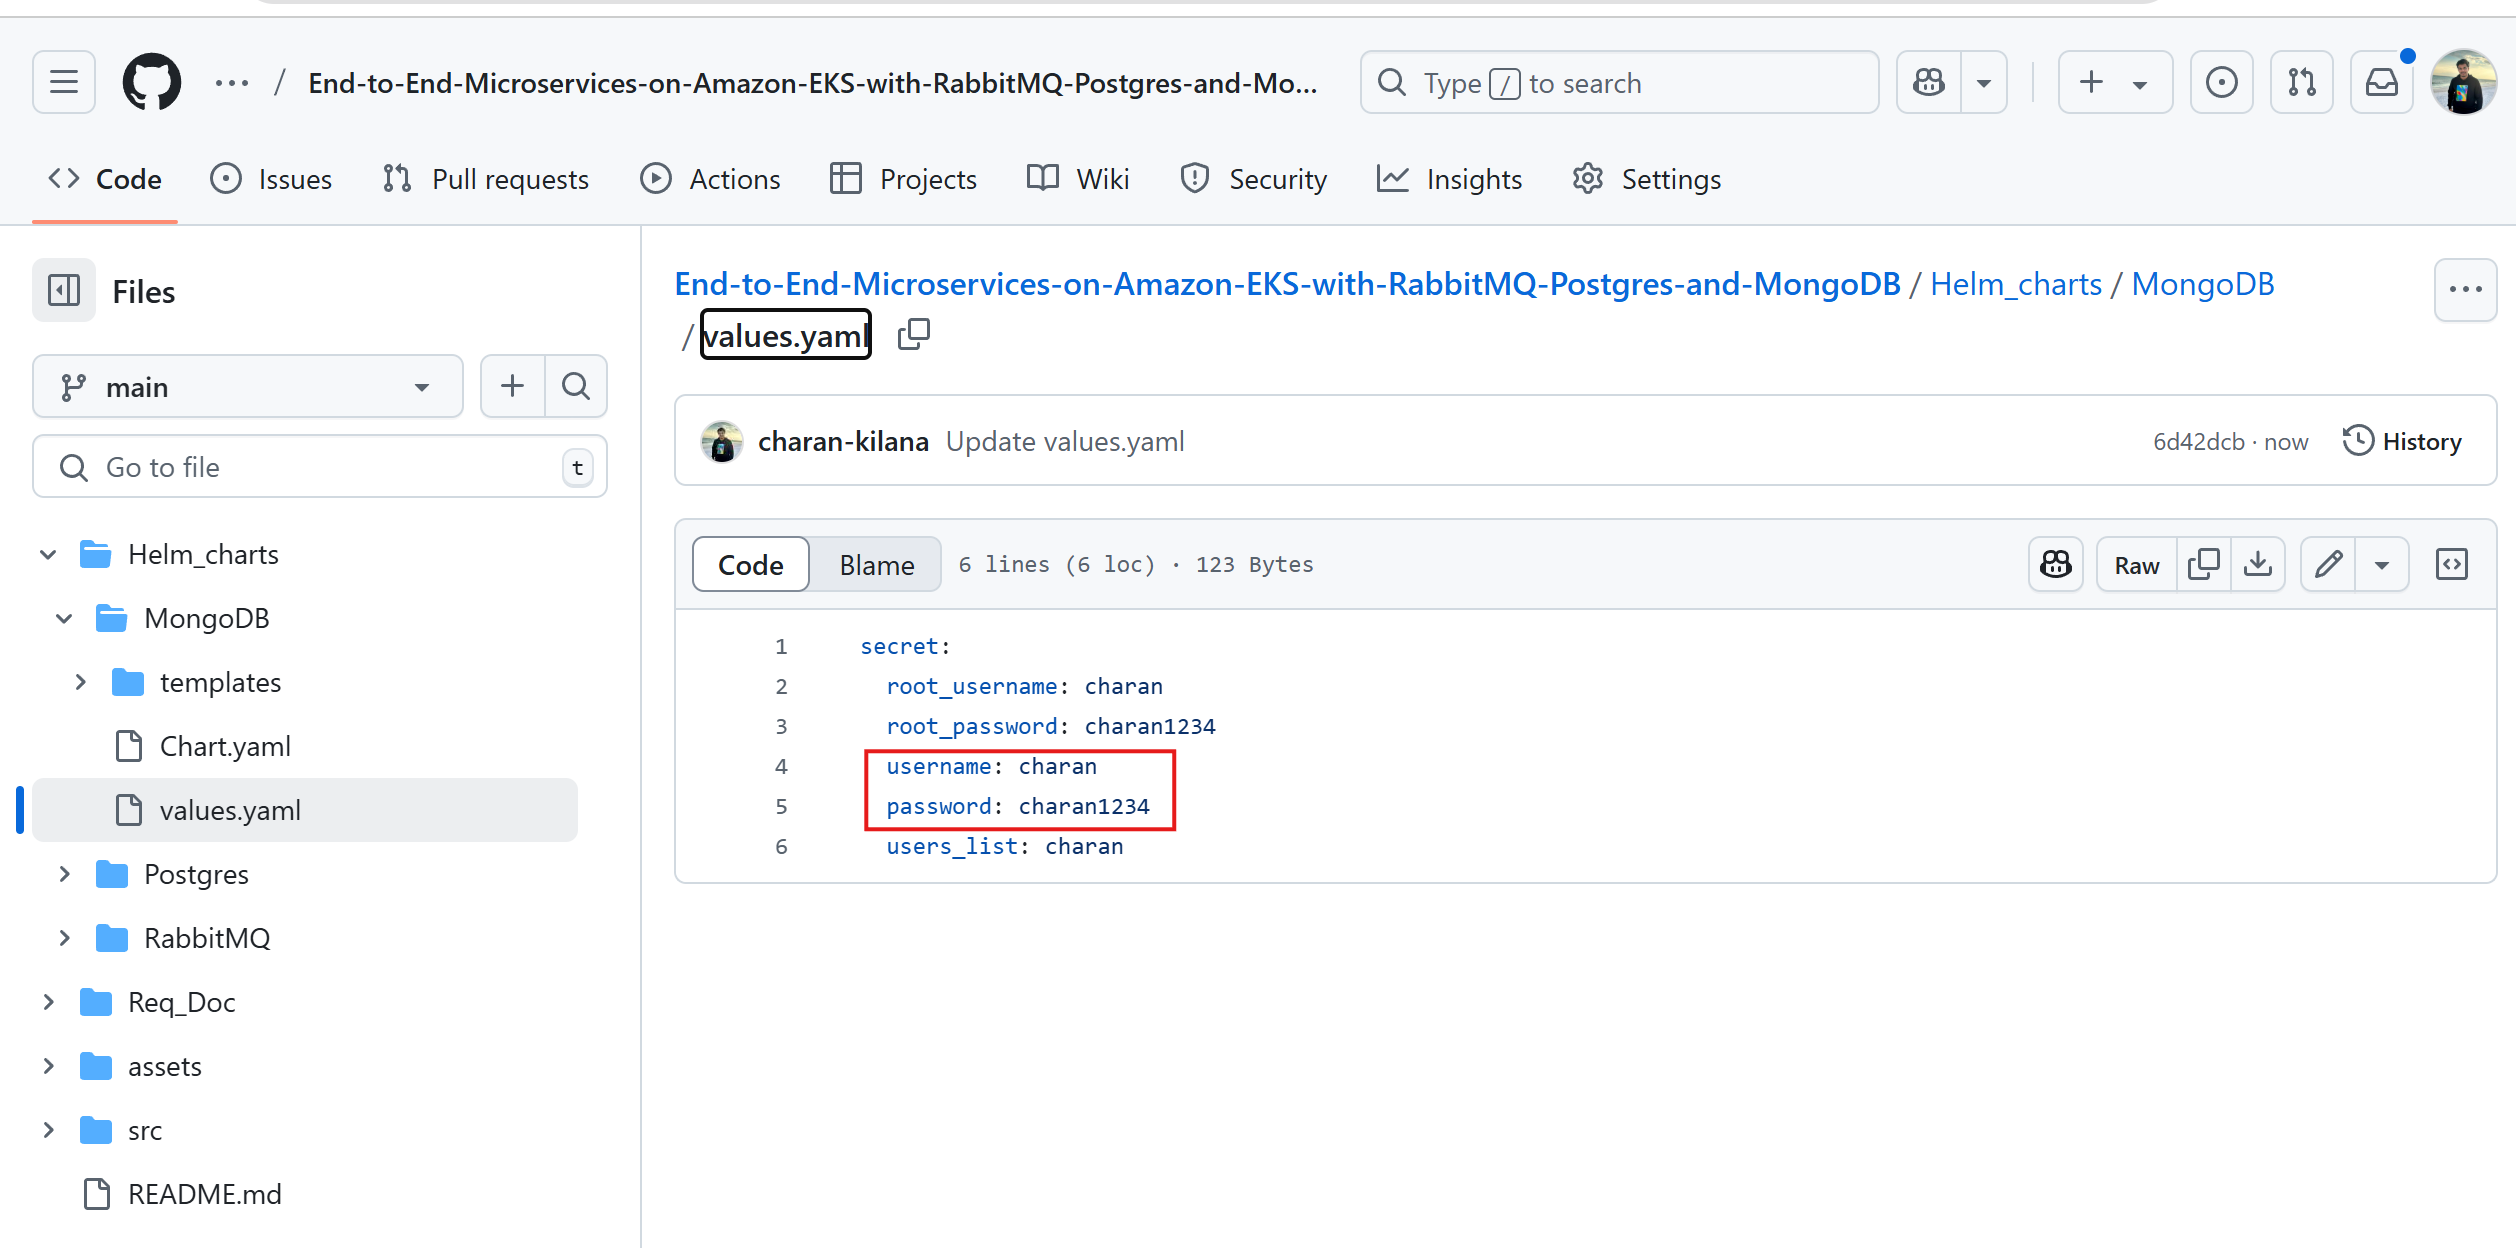 ... / End-to-End-Microservices-on-Amazon-EKS-with-RabbitMQ-Postgres-and-Mo...
Type / to search
Code
Issues
Pull requests
Actions
Projects
Wiki
Security
Insights
Settings
Files
main
Go to file
t
Helm_charts
MongoDB
templates
Chart.yaml
values.yaml
Postgres
RabbitMQ
Req_Doc
assets
src
README.md
End-to-End-Microservices-on-Amazon-EKS-with-RabbitMQ-Postgres-and-MongoDB / Helm_charts / MongoDB
/ values.yaml
charan-kilana Update values.yaml
6d42dcb · now
History
Code Blame 6 lines (6 loc) · 123 Bytes
Raw
1 secret:
2 root_username: charan
3 root_password: charan1234
4 username: charan
5 password: charan1234
6 users_list: charan